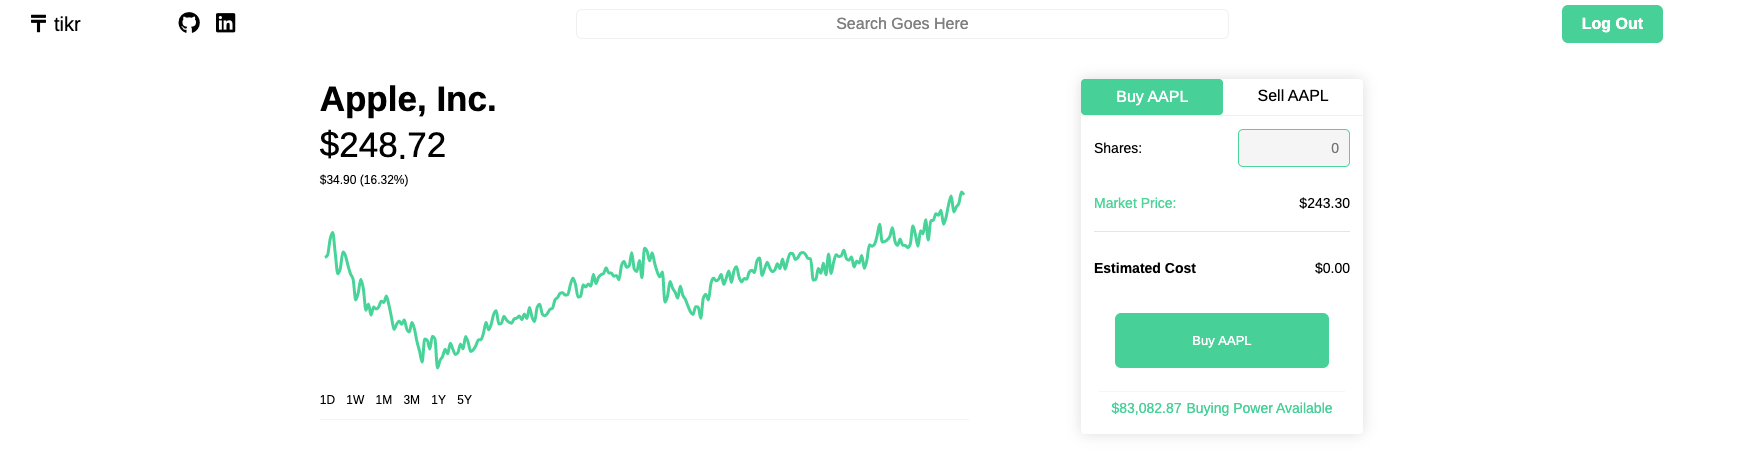 tikr
Search Goes Here
Log Out
Apple, Inc.
$248.72
$34.90 (16.32%)
1D 1W 1M 3M 1Y 5Y
Buy AAPL Sell AAPL
Shares: 0
Market Price: $243.30
Estimated Cost $0.00
Buy AAPL
$83,082.87 Buying Power Available